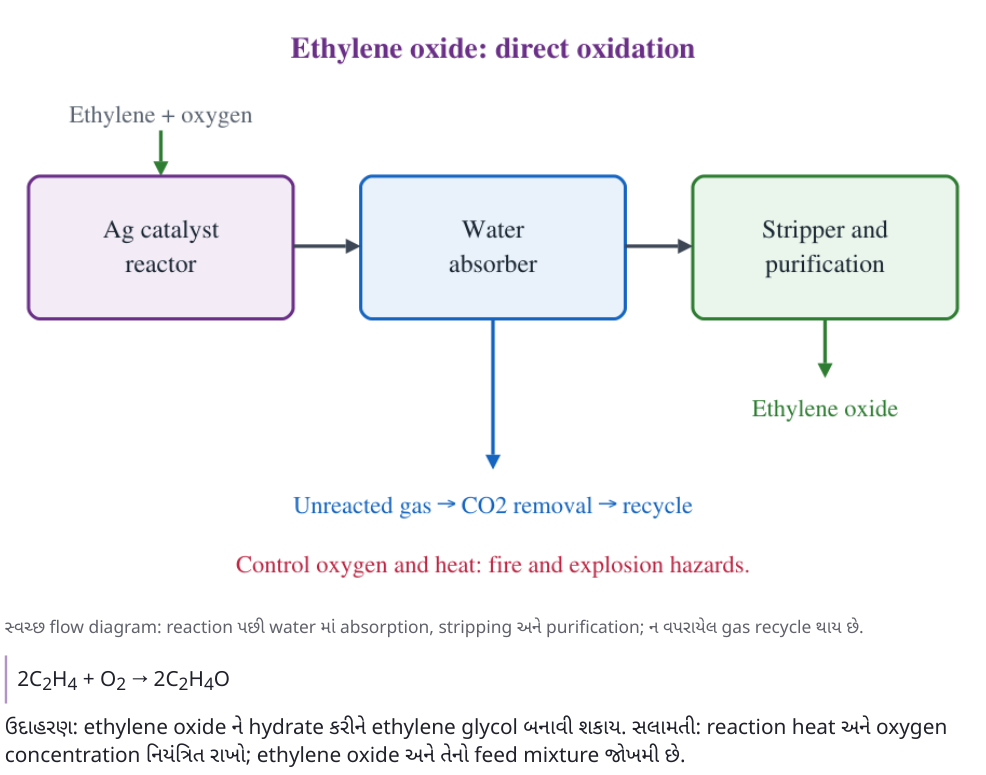 Ethylene oxide: direct oxidation
Ethylene + oxygen
Ag catalyst
reactor
Water
absorber
Stripper and
purification
Ethylene oxide
Unreacted gas → CO2 removal → recycle
Control oxygen and heat: fire and explosion hazards.
સ્વચ્છ flow diagram: reaction પછી water માં absorption, stripping અને purification; ન વપરાયેલ gas recycle થાય છે.
2C₂H₄ + O₂ → 2C₂H₄O
ઉદાહરણ: ethylene oxide ને hydrate કરીને ethylene glycol બનાવી શકાય. સલામતી: reaction heat અને oxygen
concentration નિયંત્રિત રાખો; ethylene oxide અને તેનો feed mixture જોખમી છે.